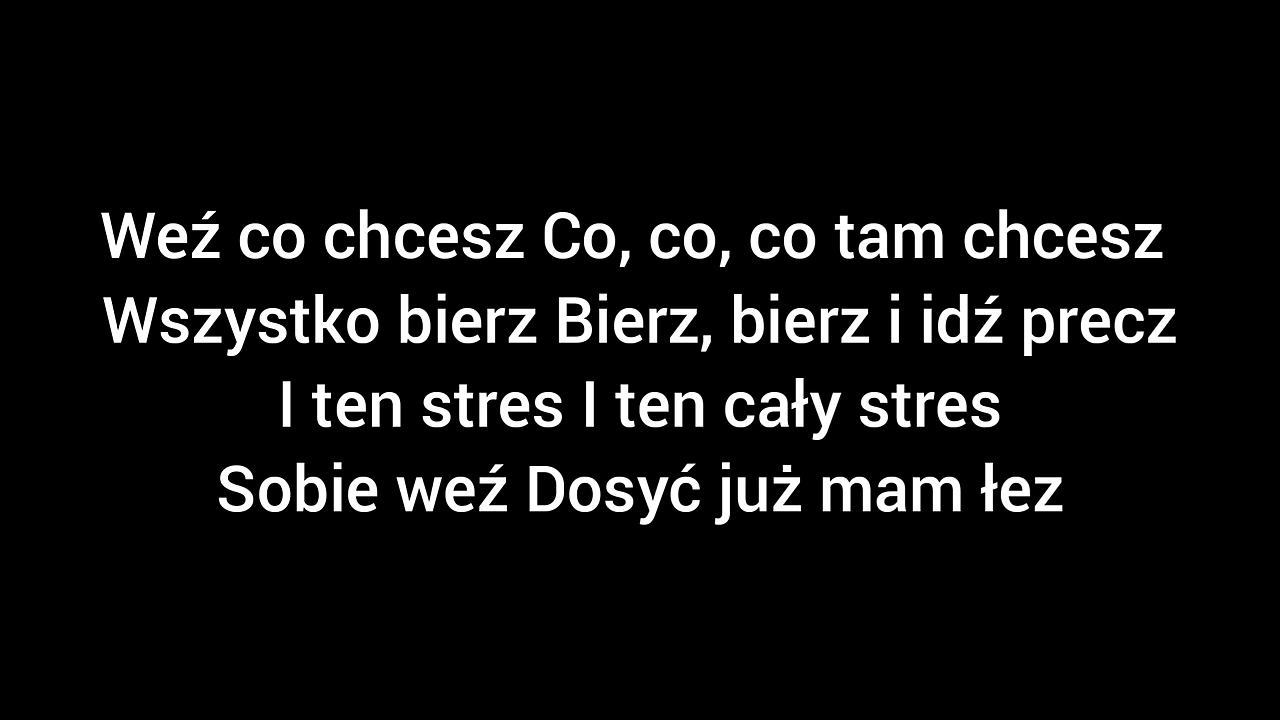 Weź co chcesz Co, co, co tam chcesz
Wszystko bierz Bierz, bierz i idź precz
I ten stres I ten cały stres
Sobie weź Dosyć już mam łez